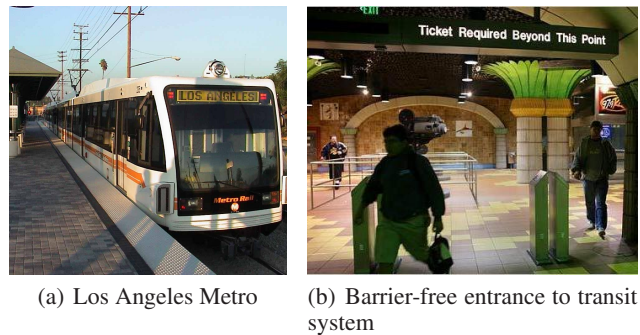 LOS ANGELES
Metro Rail
EXIT
Ticket Required Beyond This Point
(a) Los Angeles Metro
(b) Barrier-free entrance to transit
system